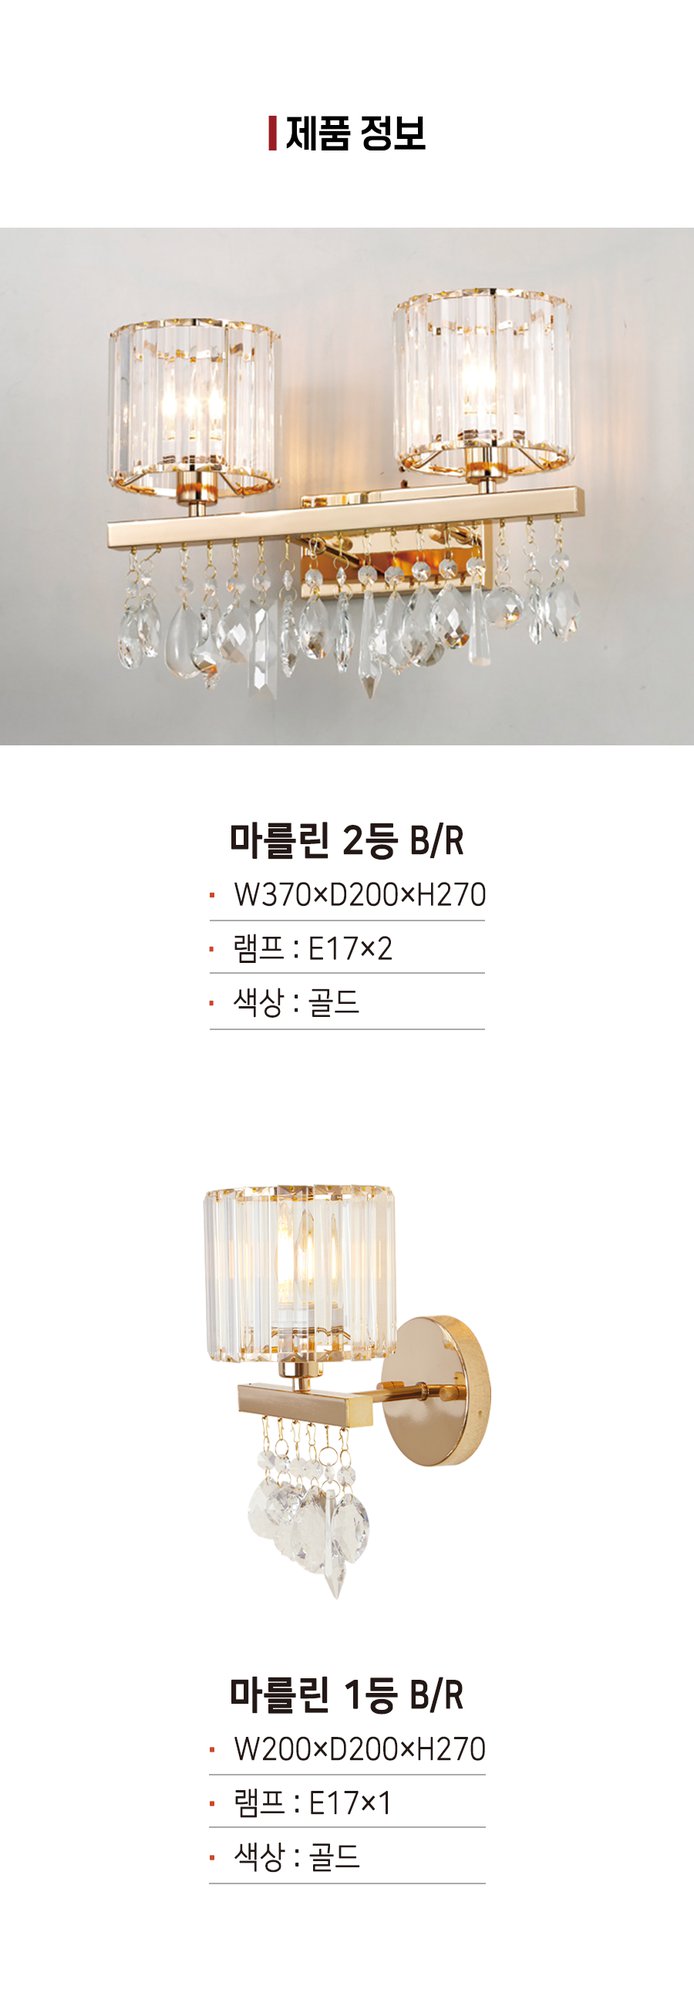 제품 정보
마를린 2등 B/R
· W370×D200×H270
· 램프 : E17×2
· 색상 : 골드
마를린 1등 B/R
· W200×D200×H270
· 램프 : E17×1
· 색상 : 골드